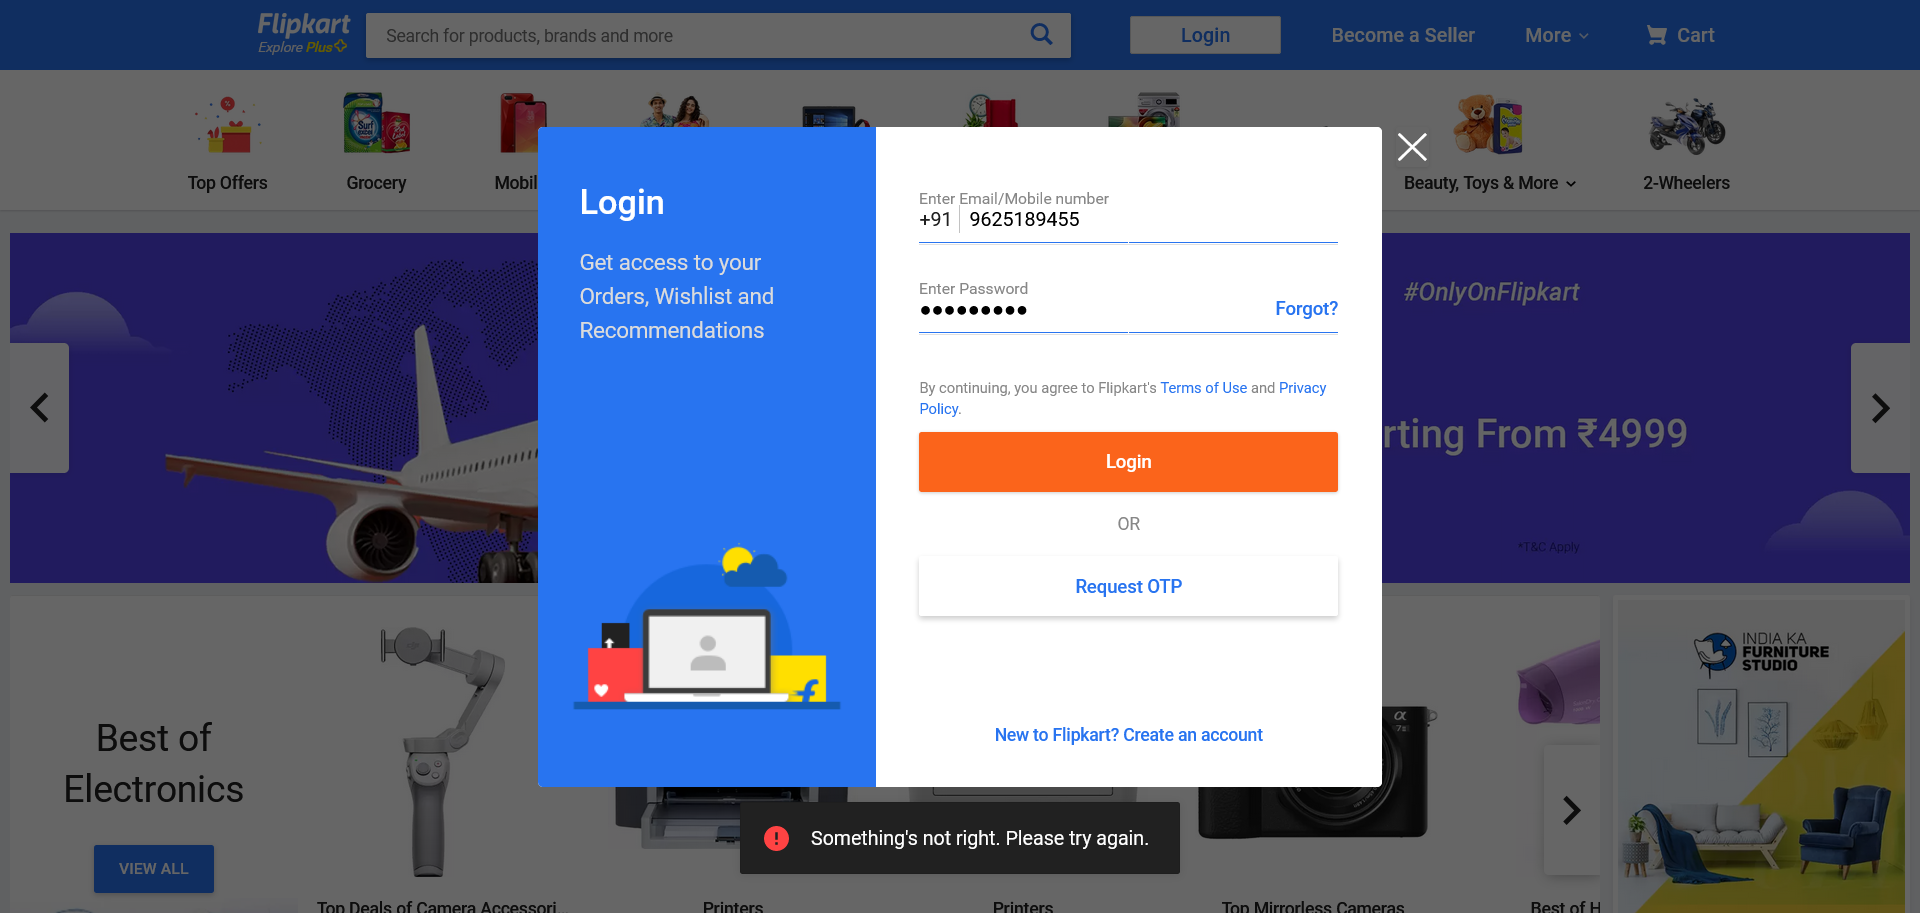 Flipkart
Explore Plus
Search for products, brands and more
Login
Become a Seller
More
Cart
Top Offers
Grocery
Mobil
Beauty, Toys & More
2-Wheelers
Login
Get access to your
Orders, Wishlist and
Recommendations
Enter Email/Mobile number
+91 9625189455
Enter Password
Forgot?
By continuing, you agree to Flipkart's Terms of Use and Privacy
Policy.
Login
OR
Request OTP
New to Flipkart? Create an account
#OnlyOnFlipkart
rting From ₹4999
*T&C Apply
Best of
Electronics
VIEW ALL
INDIA KA
FURNITURE
STUDIO
Something's not right. Please try again.
Top Deals of Camera Accessori...
Printers
Printers
Top Mirrorless Cameras
Best of H